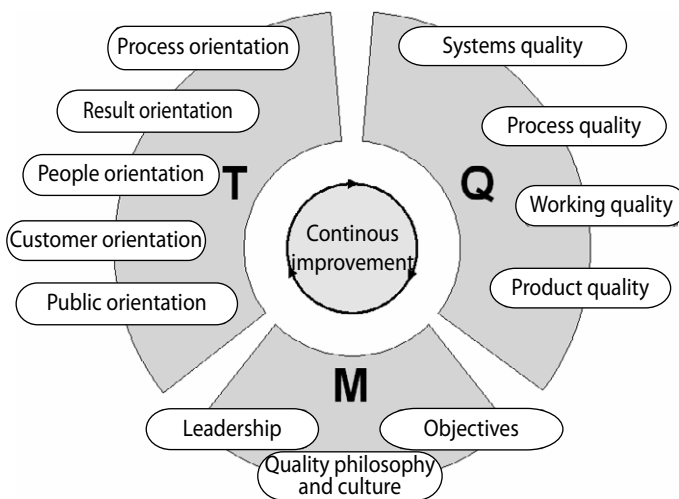 Process orientation
Result orientation
People orientation
Customer orientation
Public orientation
T
Systems quality
Process quality
Q
Working quality
Product quality
Continous
improvement
M
Leadership
Objectives
Quality philosophy
and culture